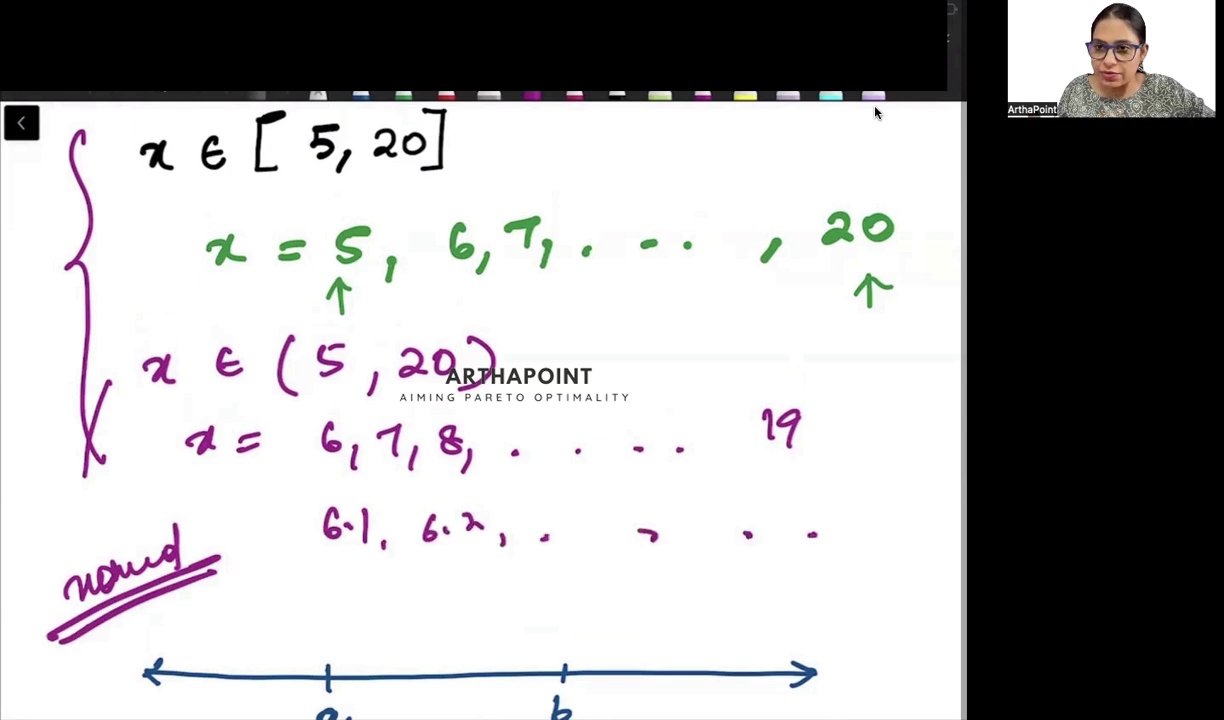 x ∈ [ 5, 20]
x = 5, 6, 7, . - - . , 20
↑ ↑
x ∈ ( 5 , 20)
ARTHAPOINT
AIMING PARETO OPTIMALITY
x = 6, 7, 8, . . . . 19
6.1, 6.2, . . . .
a b
ArthaPoint